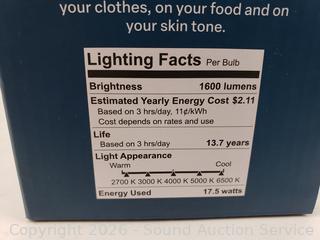 your clothes, on your food and on
your skin tone.
Lighting Facts Per Bulb
Brightness 1600 lumens
Estimated Yearly Energy Cost $2.11
Based on 3 hrs/day, 11¢/kWh
Cost depends on rates and use
Life
Based on 3 hrs/day 13.7 years
Light Appearance
Warm Cool
2700 K 3000 K 4000 K 5000 K 6500 K
Energy Used 17.5 watts
Copyright 2026 - Sound Auction Service